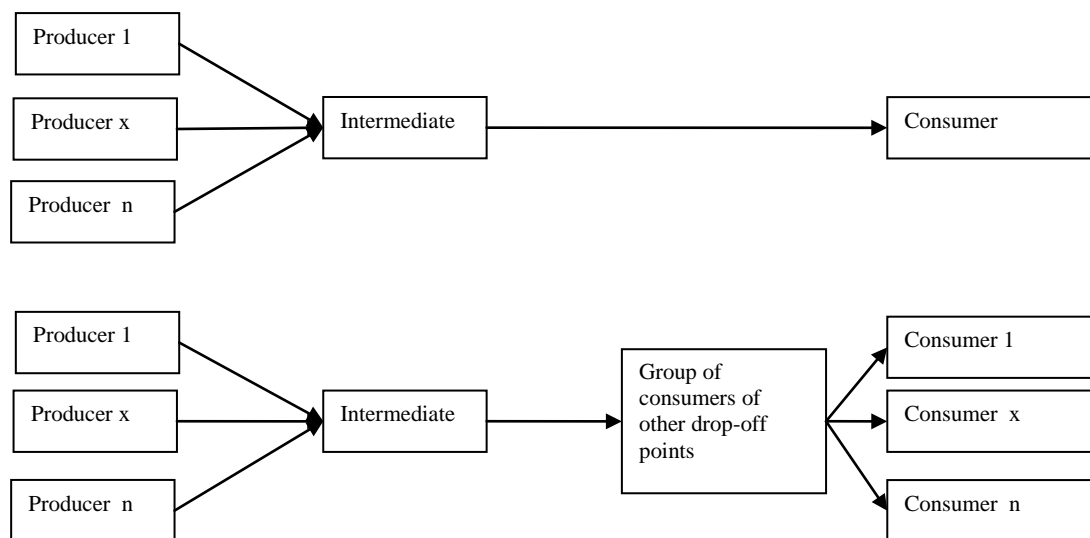 Producer 1
Producer x
Intermediate
Consumer
Producer  n
Producer 1
Consumer 1
Group of
consumers of
other drop-off
points
Producer x
Intermediate
Consumer  x
Producer  n
Consumer  n